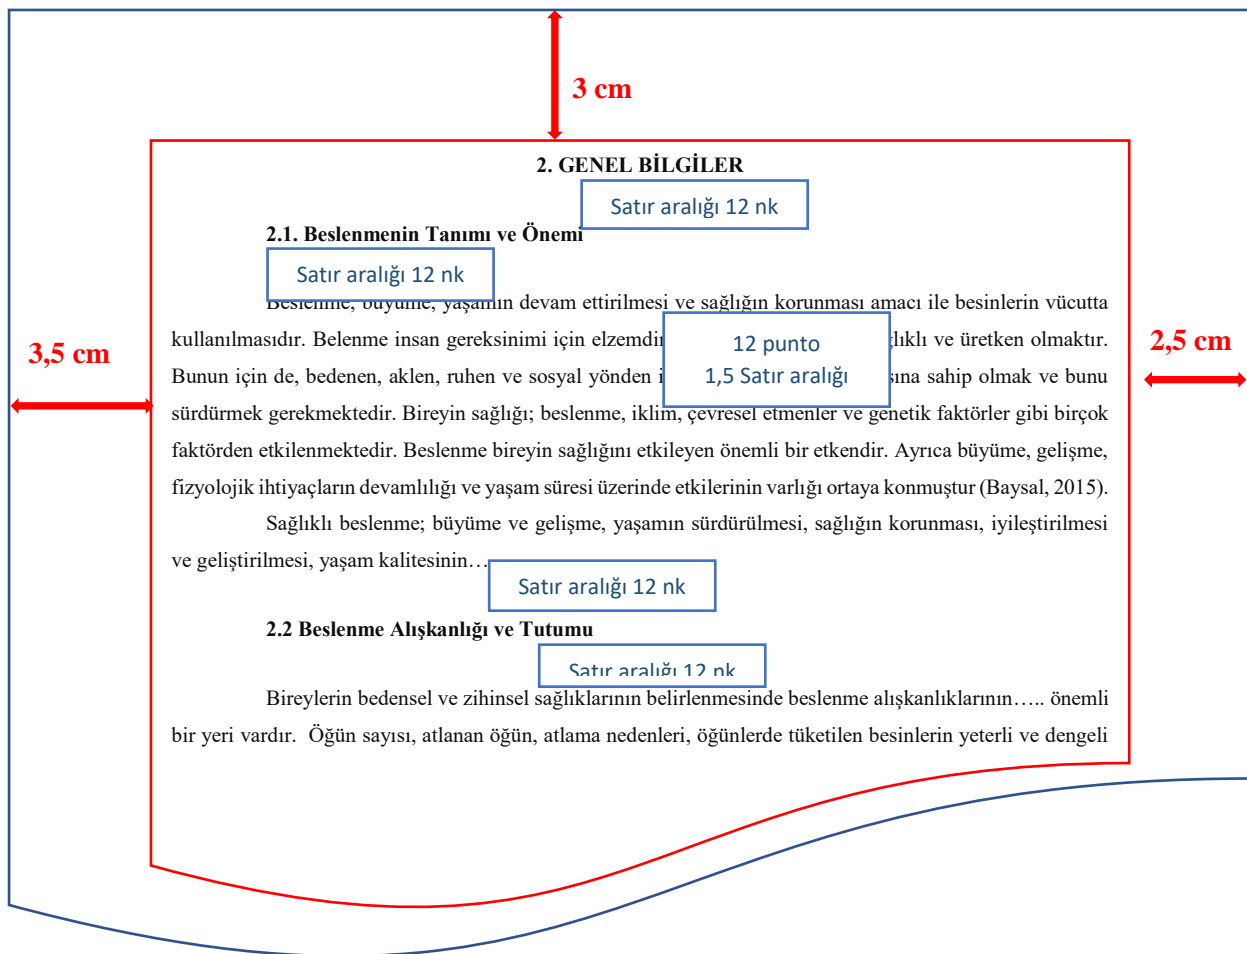 3 cm
2. GENEL BİLGİLER
Satır aralığı 12 nk
2.1. Beslenmenin Tanımı ve Önemi
Satır aralığı 12 nk
Beslenme, büyüme, yaşamın devam ettirilmesi ve sağlığın korunması amacı ile besinlerin vücutta
kullanılmasıdır. Belenme insan gereksinimi için elzemdir ve üretken olmaktır.
12 punto
1,5 Satır aralığı
3,5 cm
2,5 cm
Bunun için de, bedenen, aklen, ruhen ve sosyal yönden sahip olmak ve bunu
sürdürmek gerekmektedir. Bireyin sağlığı; beslenme, iklim, çevresel etmenler ve genetik faktörler gibi birçok
faktörden etkilenmektedir. Beslenme bireyin sağlığını etkileyen önemli bir etkendir. Ayrıca büyüme, gelişme,
fizyolojik ihtiyaçların devamlılığı ve yaşam süresi üzerinde etkilerinin varlığı ortaya konmuştur (Baysal, 2015).
Sağlıklı beslenme; büyüme ve gelişme, yaşamın sürdürülmesi, sağlığın korunması, iyileştirilmesi
ve geliştirilmesi, yaşam kalitesinin…
Satır aralığı 12 nk
2.2 Beslenme Alışkanlığı ve Tutumu
Satır aralığı 12 nk
Bireylerin bedensel ve zihinsel sağlıklarının belirlenmesinde beslenme alışkanlıklarının….. önemli
bir yeri vardır. Öğün sayısı, atlanan öğün, atlama nedenleri, öğünlerde tüketilen besinlerin yeterli ve dengeli